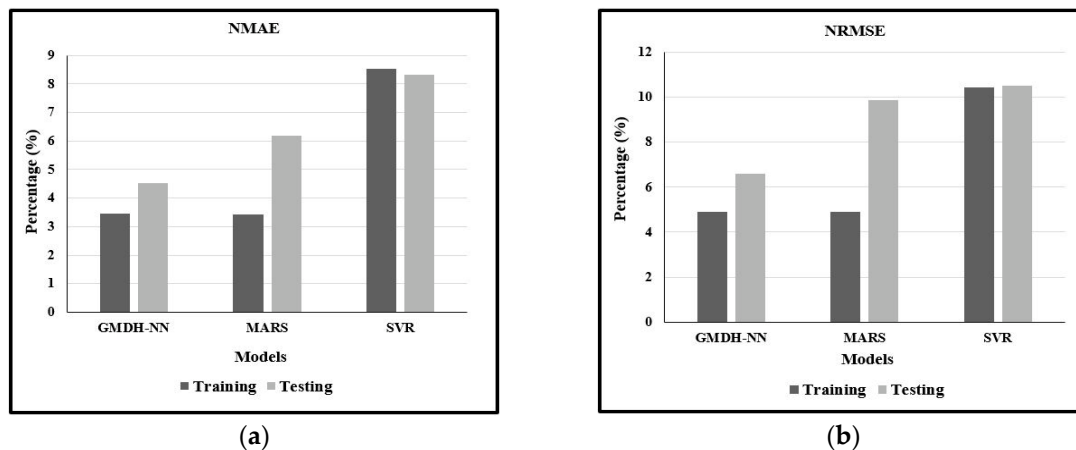 NMAE
9
8
7
6
5
4
3
2
1
0
Percentage (%)
GMDH-NN MARS SVR
Models
Training Testing
(a)
NRMSE
12
10
8
6
4
2
0
Percentage (%)
GMDH-NN MARS SVR
Models
Training Testing
(b)